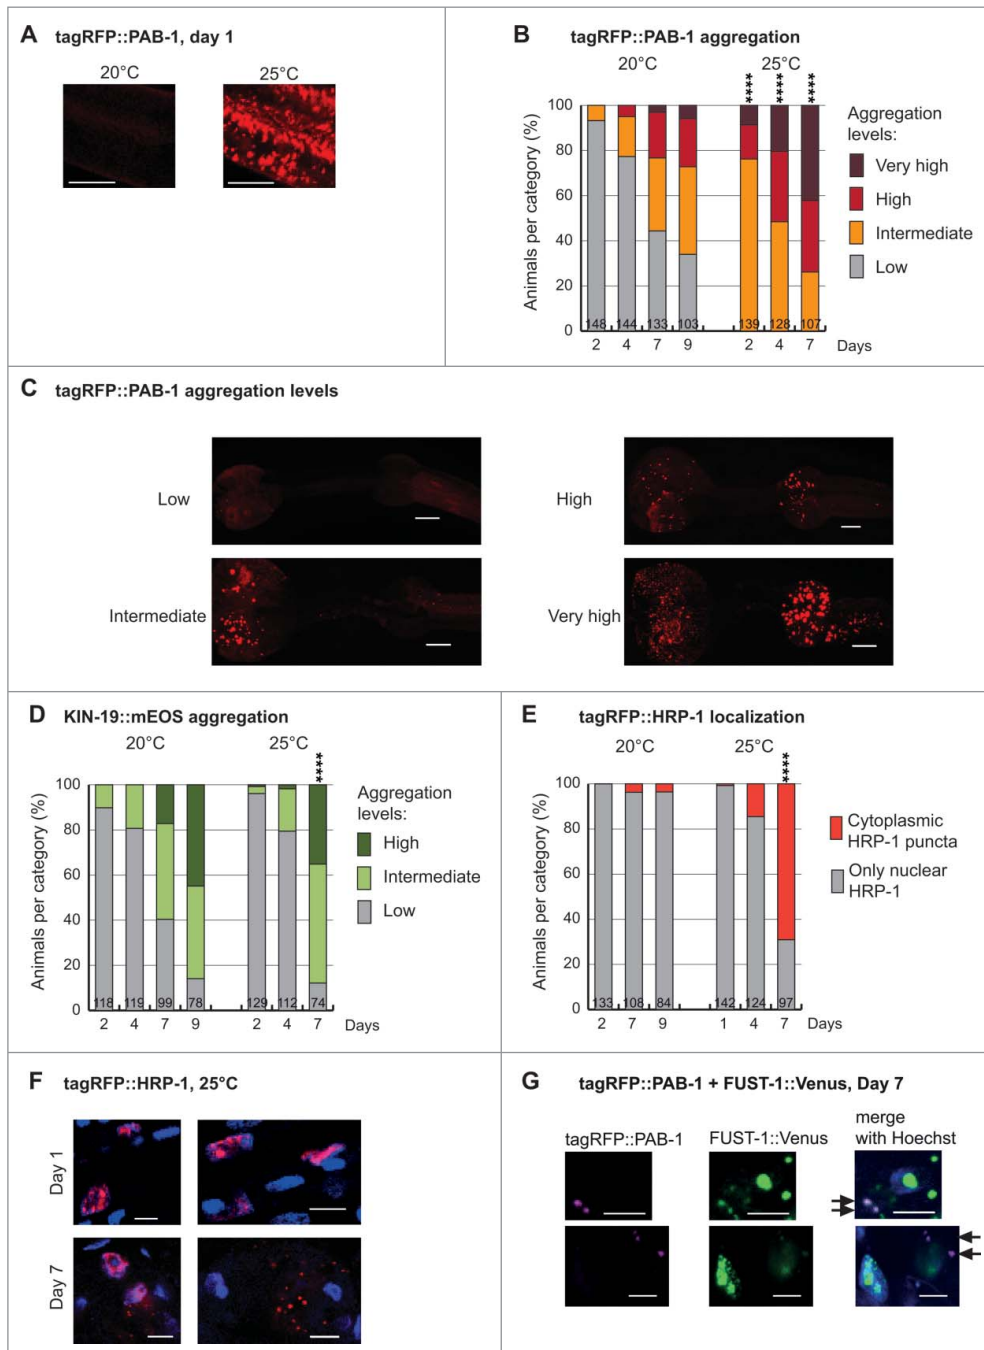 A tagRFP::PAB-1, day 1
20°C 25°C
B tagRFP::PAB-1 aggregation
20°C 25°C
**** **** ****
Animals per category (%)
100
80
60
40
20
0
148 144 133 103 139 128 107
2 4 7 9 2 4 7 Days
Aggregation
levels:
Very high
High
Intermediate
Low
C tagRFP::PAB-1 aggregation levels
Low
High
Intermediate
Very high
D KIN-19::mEOS aggregation
20°C 25°C
****
Animals per category (%)
100
80
60
40
20
0
118 119 99 78 129 112 74
2 4 7 9 2 4 7 Days
Aggregation
levels:
High
Intermediate
Low
E tagRFP::HRP-1 localization
20°C 25°C
****
Animals per category (%)
100
80
60
40
20
0
133 108 84 142 124 97
2 7 9 1 4 7 Days
Cytoplasmic
HRP-1 puncta
Only nuclear
HRP-1
F tagRFP::HRP-1, 25°C
Day 1
Day 7
G tagRFP::PAB-1 + FUST-1::Venus, Day 7
tagRFP::PAB-1 FUST-1::Venus merge
with Hoechst